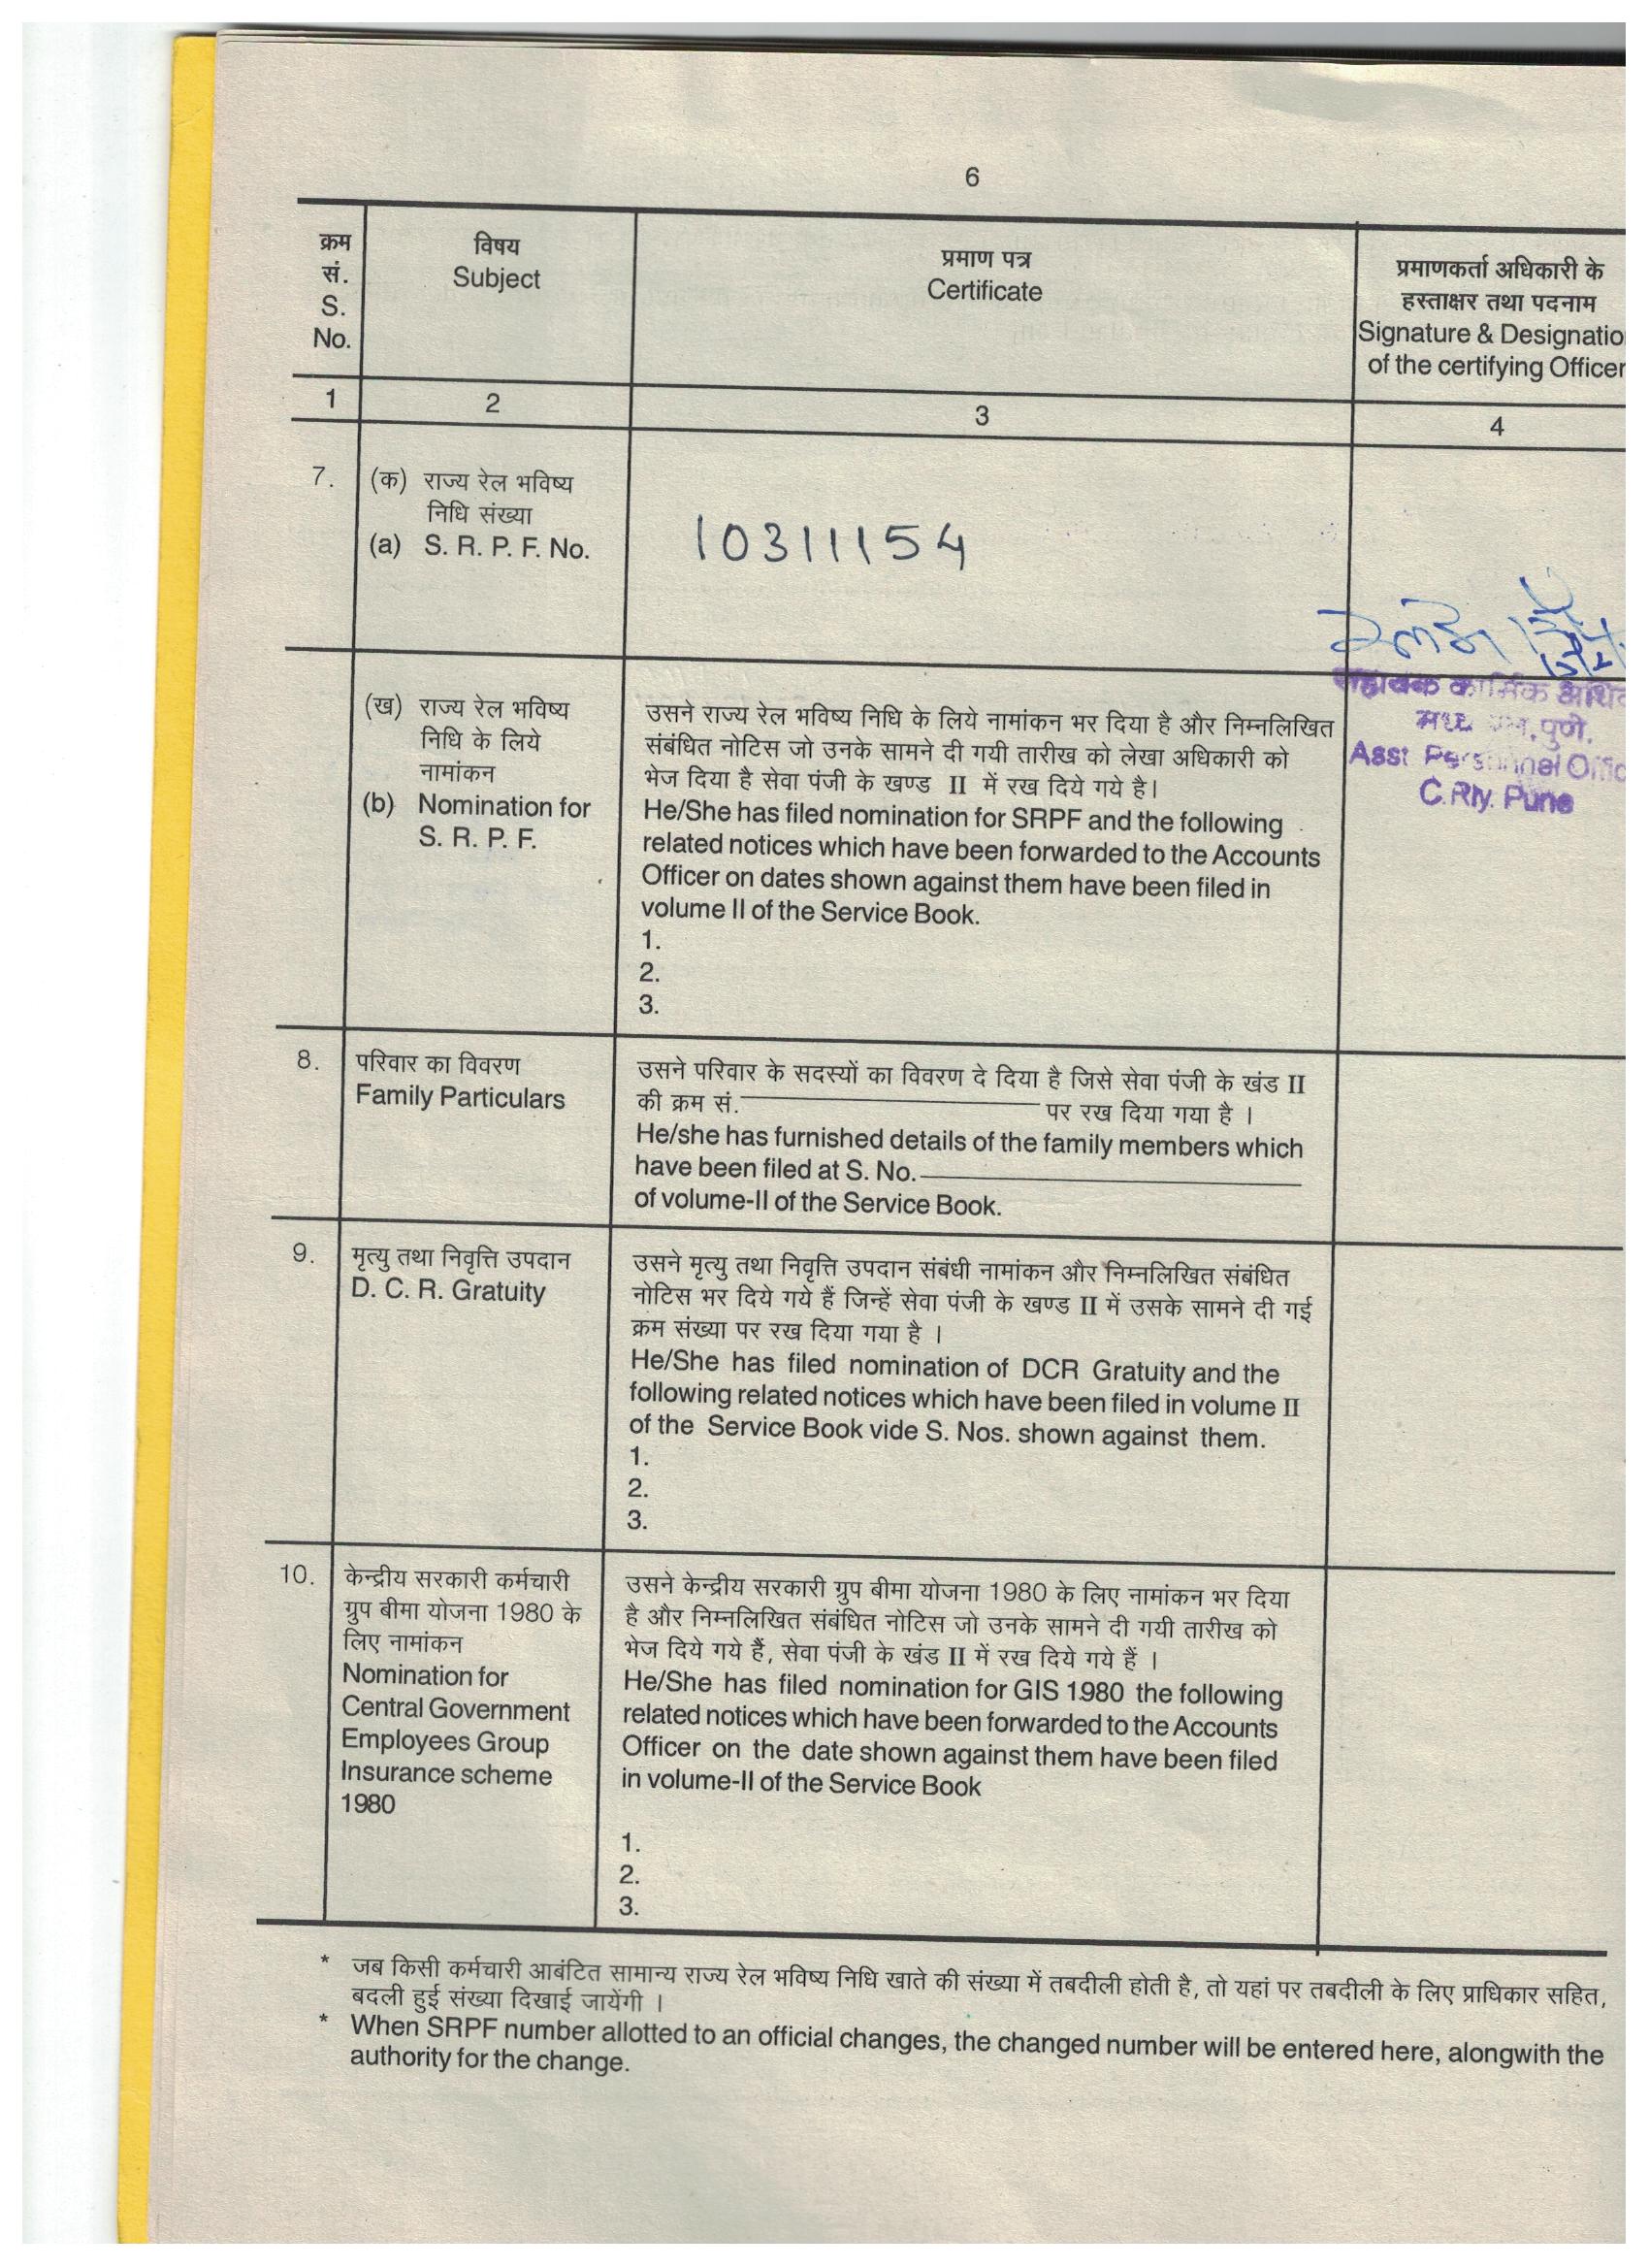 6
क्रम
सं.
S.
No.
विषय
Subject
प्रमाण पत्र
Certificate
प्रमाणकर्ता अधिकारी के
हस्ताक्षर तथा पदनाम
Signature & Designatio
of the certifying Officer
1
2
3
4
7.
(क) राज्य रेल भविष्य
निधि संख्या
(a) S. R. P. F. No.
10311154
(ख) राज्य रेल भविष्य
निधि के लिये
नामांकन
(b) Nomination for
S. R. P. F.
उसने राज्य रेल भविष्य निधि के लिये नामांकन भर दिया है और निम्नलिखित
संबंधित नोटिस जो उनके सामने दी गयी तारीख को लेखा अधिकारी को
भेज दिया है सेवा पंजी के खण्ड II में रख दिये गये है।
He/She has filed nomination for SRPF and the following
related notices which have been forwarded to the Accounts
Officer on dates shown against them have been filed in
volume II of the Service Book.
1.
2.
3.
कार्मिक
पुणे.
Asst Personnel Offic
C.Rly. Pune
8.
परिवार का विवरण
Family Particulars
उसने परिवार के सदस्यों का विवरण दे दिया है जिसे सेवा पंजी के खंड II
की क्रम सं. पर रख दिया गया है ।
He/she has furnished details of the family members which
have been filed at S. No.
of volume-II of the Service Book.
9.
मृत्यु तथा निवृत्ति उपदान
D. C. R. Gratuity
उसने मृत्यु तथा निवृत्ति उपदान संबंधी नामांकन और निम्नलिखित संबंधित
नोटिस भर दिये गये हैं जिन्हें सेवा पंजी के खण्ड II में उसके सामने दी गई
क्रम संख्या पर रख दिया गया है ।
He/She has filed nomination of DCR Gratuity and the
following related notices which have been filed in volume II
of the Service Book vide S. Nos. shown against them.
1.
2.
3.
10.
केन्द्रीय सरकारी कर्मचारी
ग्रुप बीमा योजना 1980 के
लिए नामांकन
Nomination for
Central Government
Employees Group
Insurance scheme
1980
उसने केन्द्रीय सरकारी ग्रुप बीमा योजना 1980 के लिए नामांकन भर दिया
है और निम्नलिखित संबंधित नोटिस जो उनके सामने दी गयी तारीख को
भेज दिये गये हैं, सेवा पंजी के खंड II में रख दिये गये हैं ।
He/She has filed nomination for GIS 1980 the following
related notices which have been forwarded to the Accounts
Officer on the date shown against them have been filed
in volume-II of the Service Book
1.
2.
3.
* जब किसी कर्मचारी आबंटित सामान्य राज्य रेल भविष्य निधि खाते की संख्या में तबदीली होती है, तो यहां पर तबदीली के लिए प्राधिकार सहित,
बदली हुई संख्या दिखाई जायेंगी ।
* When SRPF number allotted to an official changes, the changed number will be entered here, alongwith the
authority for the change.